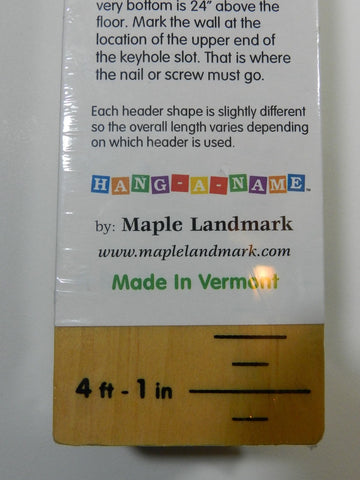 very bottom is 24" above the
floor. Mark the wall at the
location of the upper end of
the keyhole slot. That is where
the nail or screw must go.
Each header shape is slightly different
so the overall length varies depending
on which header is used.
HANG-A-NAME™
by: Maple Landmark
www.maplelandmark.com
Made in Vermont
4 ft - 1 in